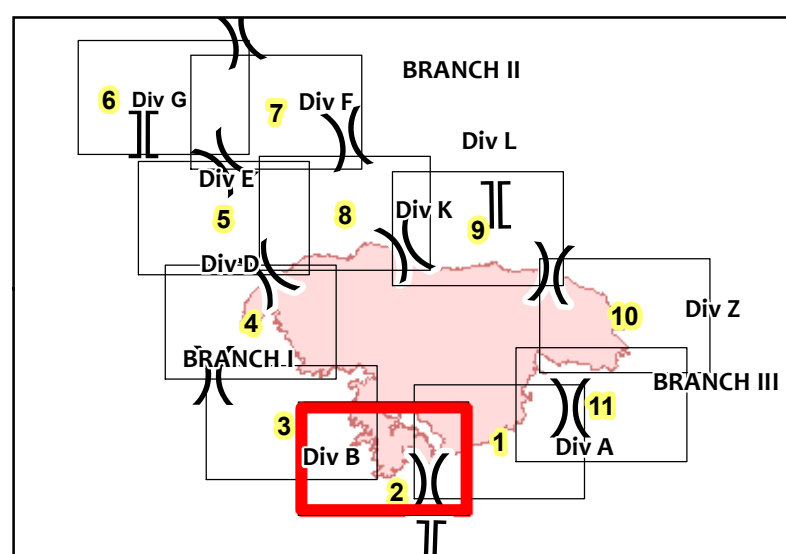 BRANCH II
6
Div G
7
Div F
Div L
Div E
5
8
Div K
9
Div D
4
10
Div Z
BRANCH I
BRANCH III
3
11
1
Div A
Div B
2